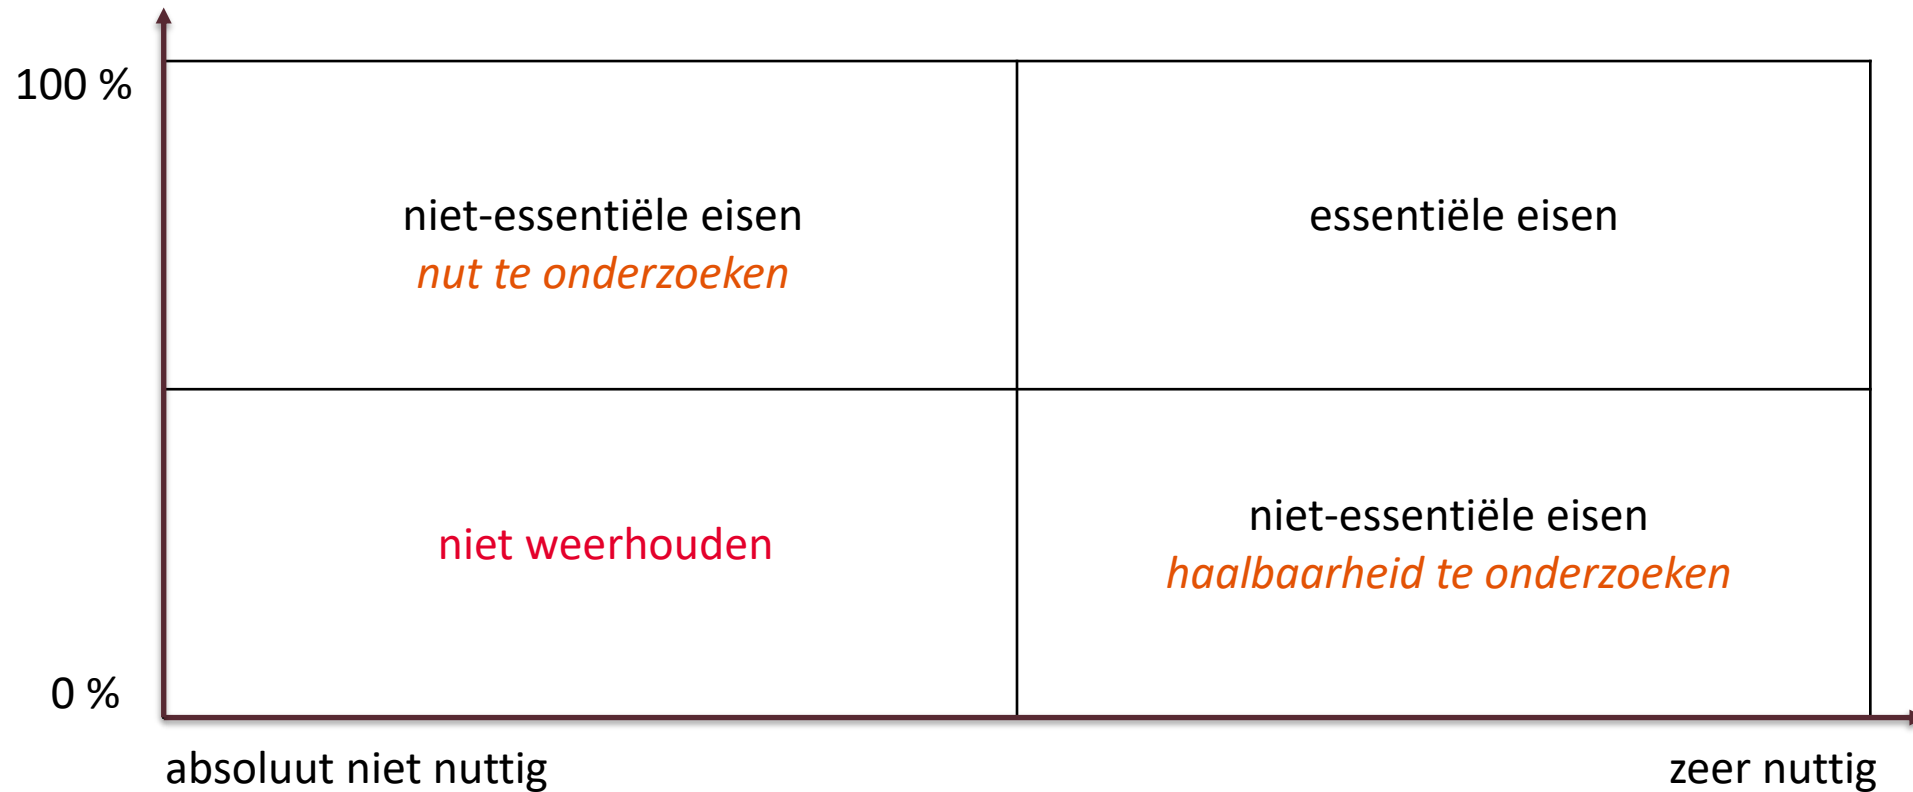 100 %
niet-essentiële eisen
nut te onderzoeken
essentiële eisen
niet weerhouden
niet-essentiële eisen
haalbaarheid te onderzoeken
0 %
absoluut niet nuttig
zeer nuttig